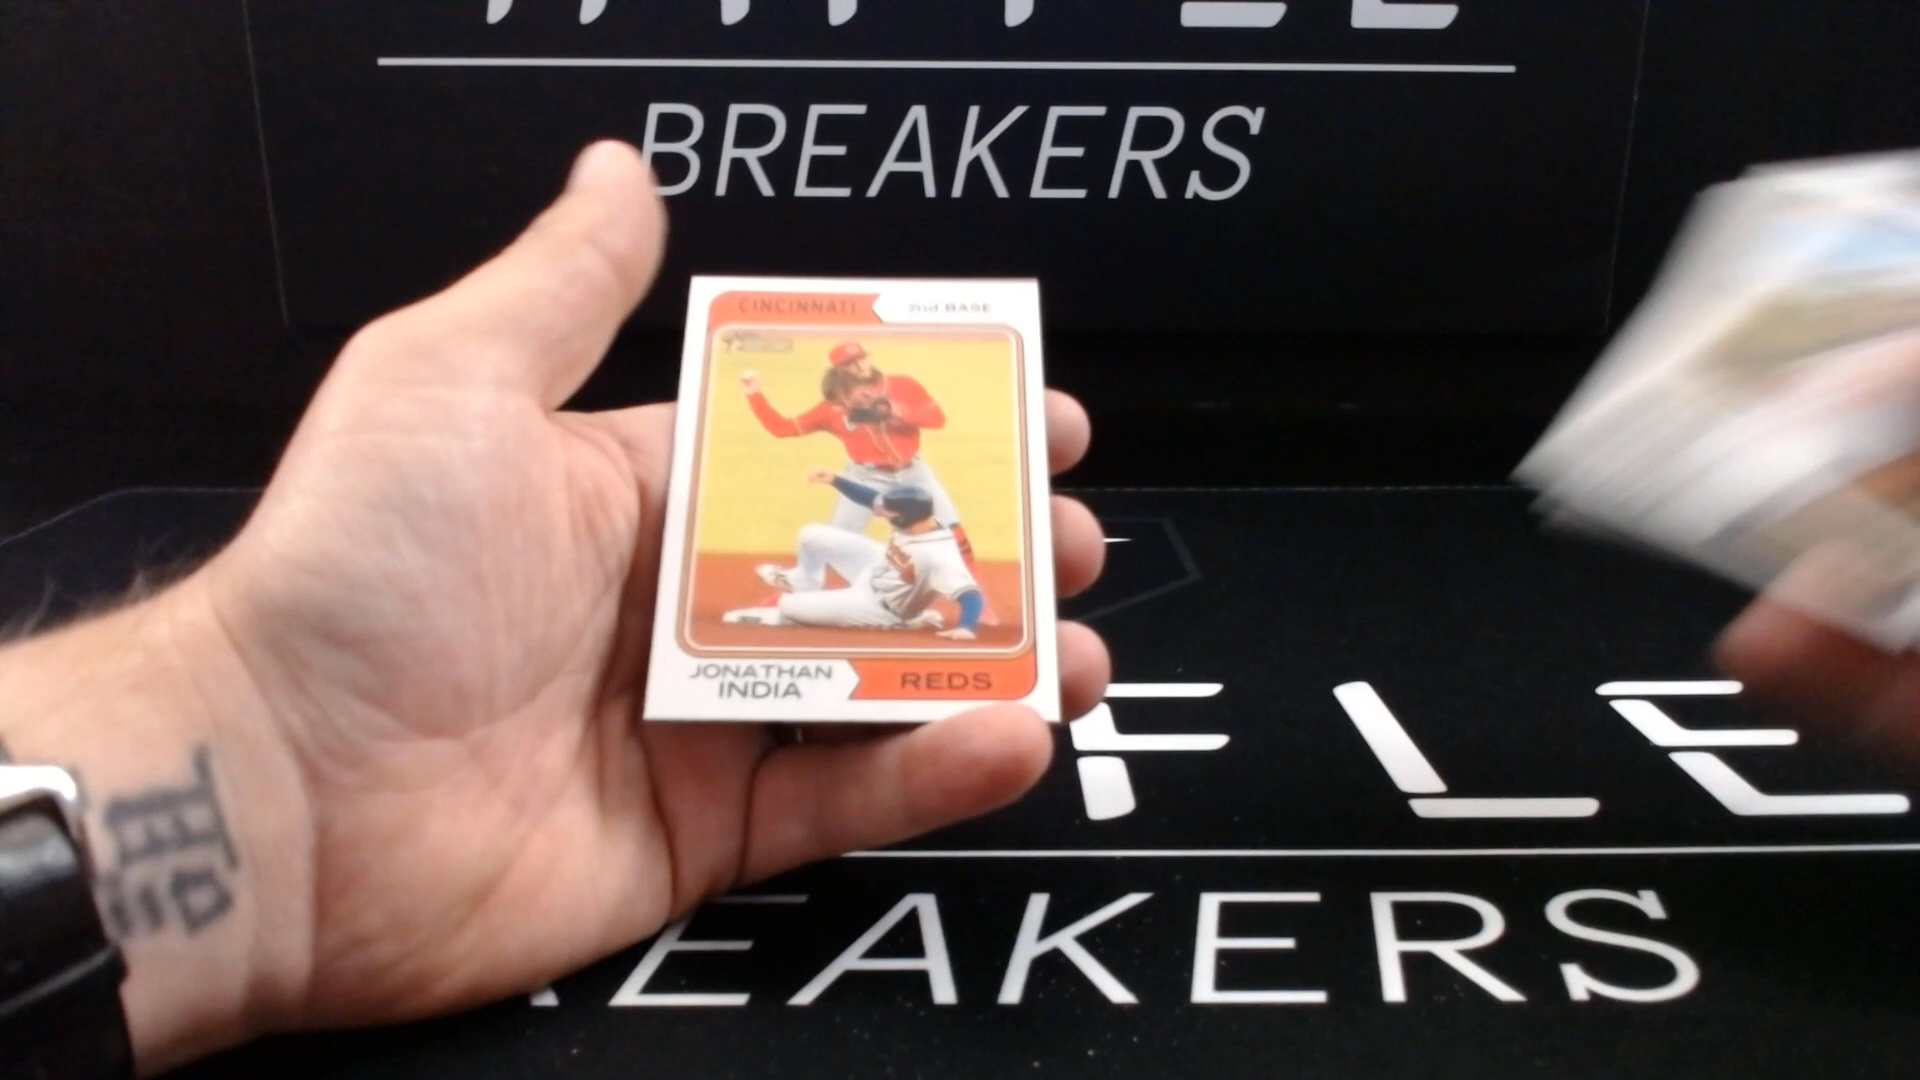 BREAKERS
CINCINNATI
2nd BASE
JONATHAN
INDIA
REDS
FLE
EAKERS